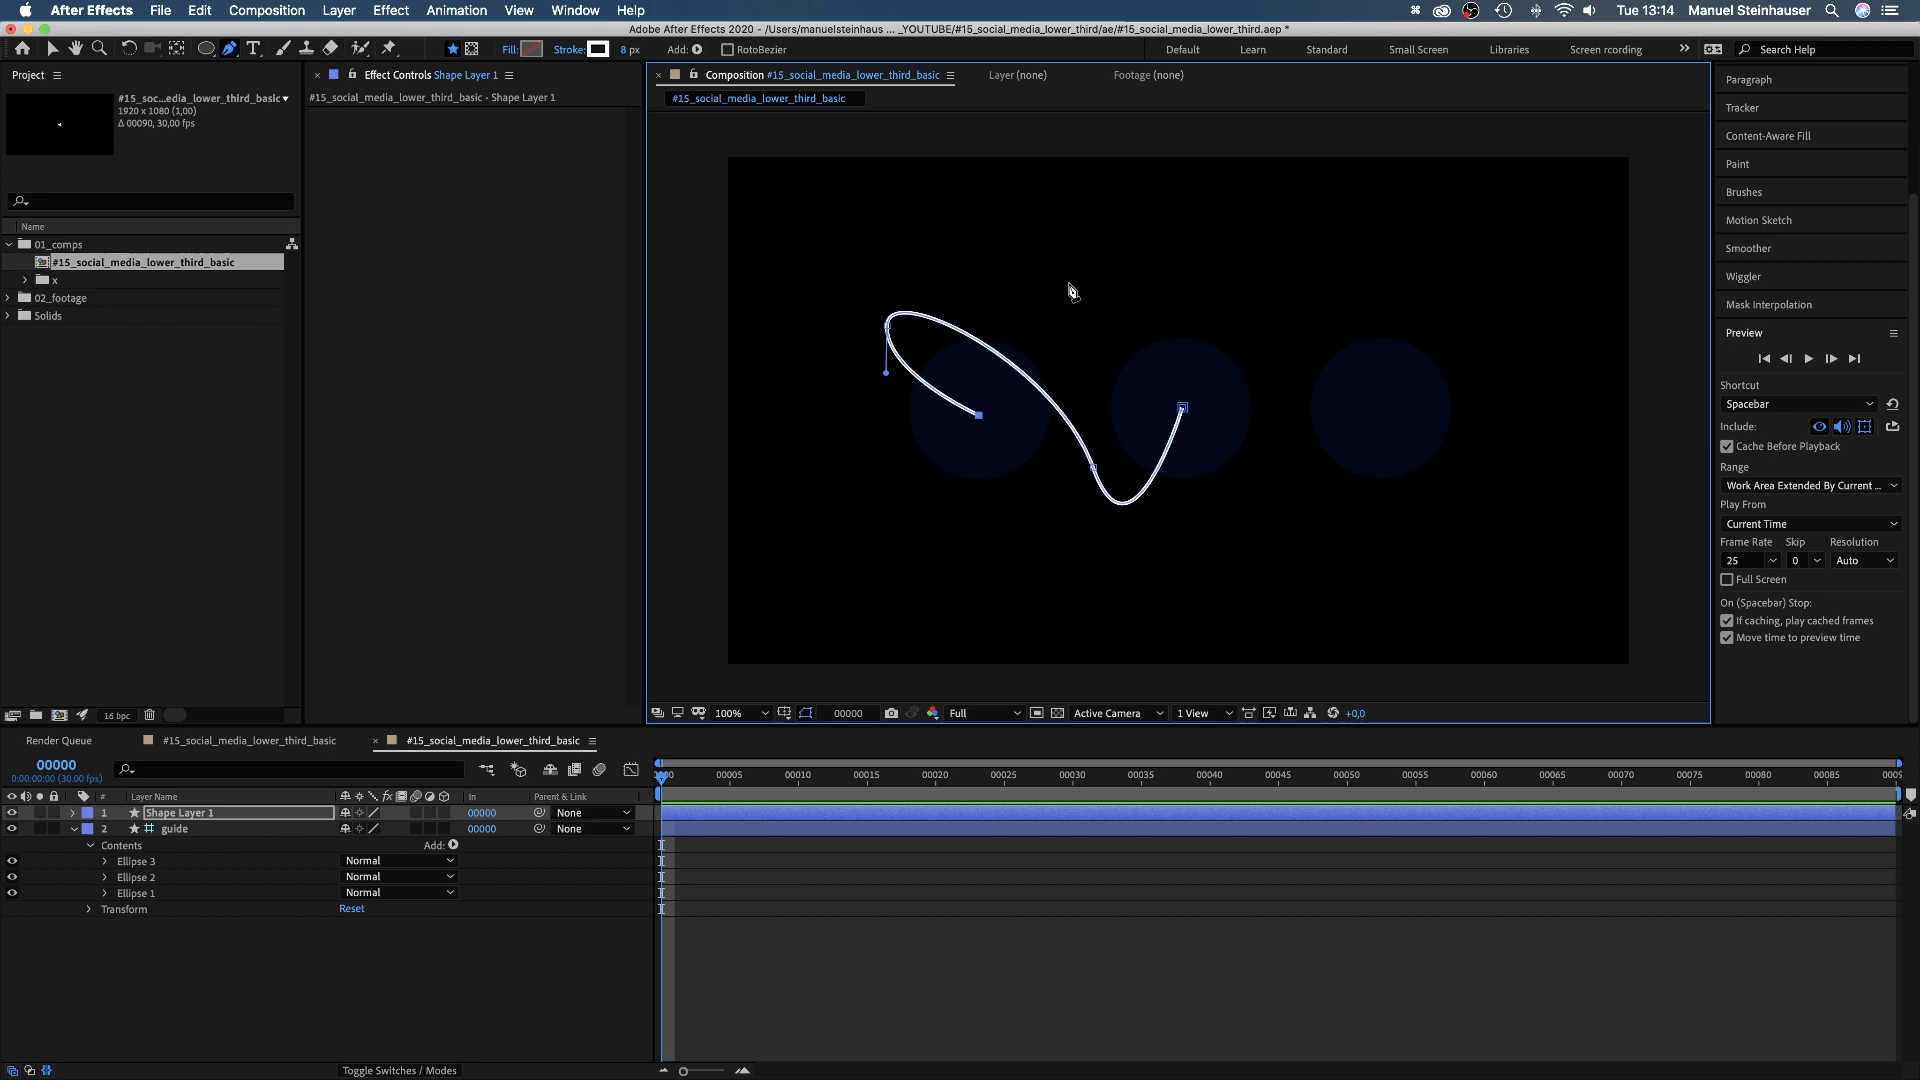 After Effects File Edit Composition Layer Effect Animation View Window Help Tue 13:14 Manuel Steinhauser
Adobe After Effects 2020 - /Users/manuelsteinhaus ... _YOUTUBE/#15_social_media_lower_third/ae/#15_social_media_lower_third.aep *
Fill: Stroke: 8 px Add: RotoBezier Default Learn Standard Small Screen Libraries Screen rcording Search Help
Project
Effect Controls Shape Layer 1
Composition #15_social_media_lower_third_basic
Layer (none)
Footage (none)
#15_soc...edia_lower_third_basic
1920 x 1080 (1,00)
Δ 00090, 30,00 fps
#15_social_media_lower_third_basic • Shape Layer 1
#15_social_media_lower_third_basic
Name
01_comps
#15_social_media_lower_third_basic
x
02_footage
Solids
16 bpc
100% 00000 Full Active Camera 1 View +0,0
Paragraph
Tracker
Content-Aware Fill
Paint
Brushes
Motion Sketch
Smoother
Wiggler
Mask Interpolation
Preview
Shortcut
Spacebar
Include:
Cache Before Playback
Range
Work Area Extended By Current ...
Play From
Current Time
Frame Rate Skip Resolution
25 0 Auto
Full Screen
On (Spacebar) Stop:
If caching, play cached frames
Move time to preview time
Render Queue #15_social_media_lower_third_basic #15_social_media_lower_third_basic
00000
0:00:00:00 (30.00 fps)
00005 00010 00015 00020 00025 00030 00035 00040 00045 00050 00055 00060 00065 00070 00075 00080 00085
# Layer Name fx In Parent & Link
1 Shape Layer 1 00000 None
2 guide 00000 None
Contents Add:
Ellipse 3 Normal
Ellipse 2 Normal
Ellipse 1 Normal
Transform Reset
Toggle Switches / Modes